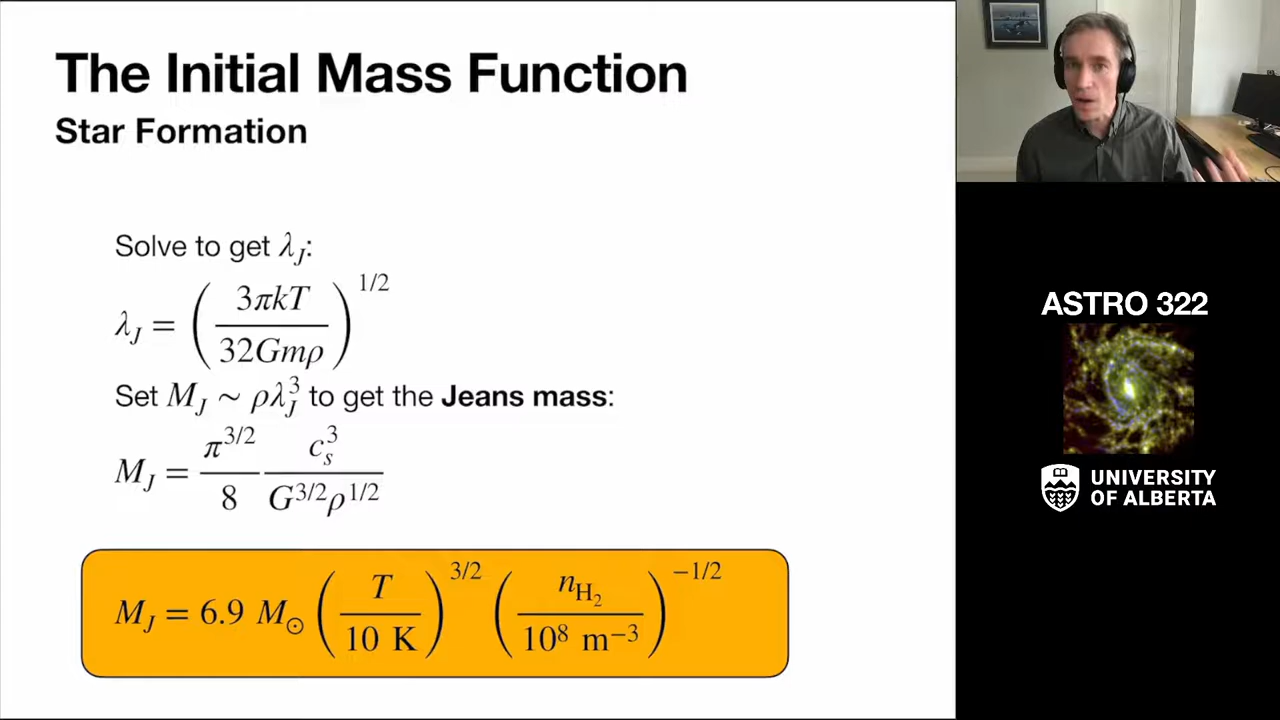 The Initial Mass Function
Star Formation
Solve to get λ_J:
λ_J = (3πkT / 32Gmρ)^{1/2}
Set M_J ~ ρλ_J^3 to get the Jeans mass:
M_J = π^{3/2} / 8 c_s^3 / G^{3/2}ρ^{1/2}
M_J = 6.9 M_⊙ (T / 10 K)^{3/2} (n_{H_2} / 10^8 m^{−3})^{−1/2}
ASTRO 322
UNIVERSITY
OF ALBERTA